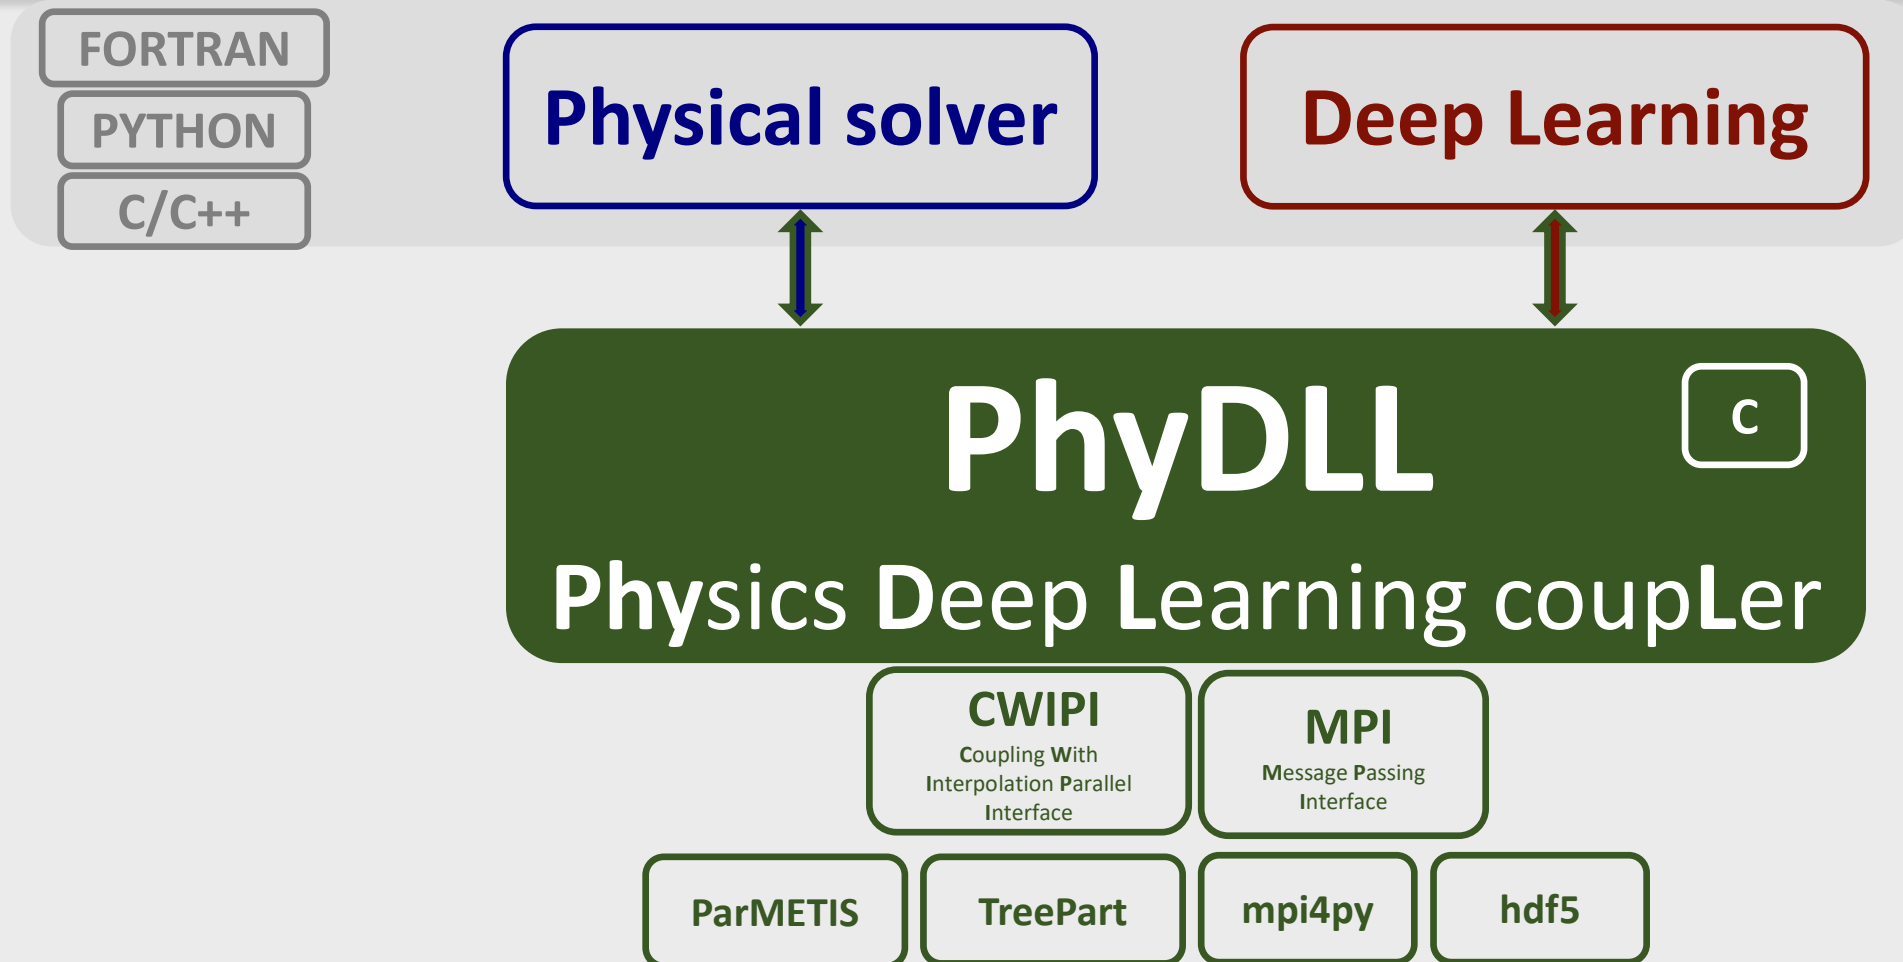 FORTRAN
PYTHON
C/C++
Physical solver
Deep Learning
PhyDLL
C
Physics Deep Learning coupLer
CWIPI
Coupling With
Interpolation Parallel
Interface
MPI
Message Passing
Interface
ParMETIS
TreePart
mpi4py
hdf5